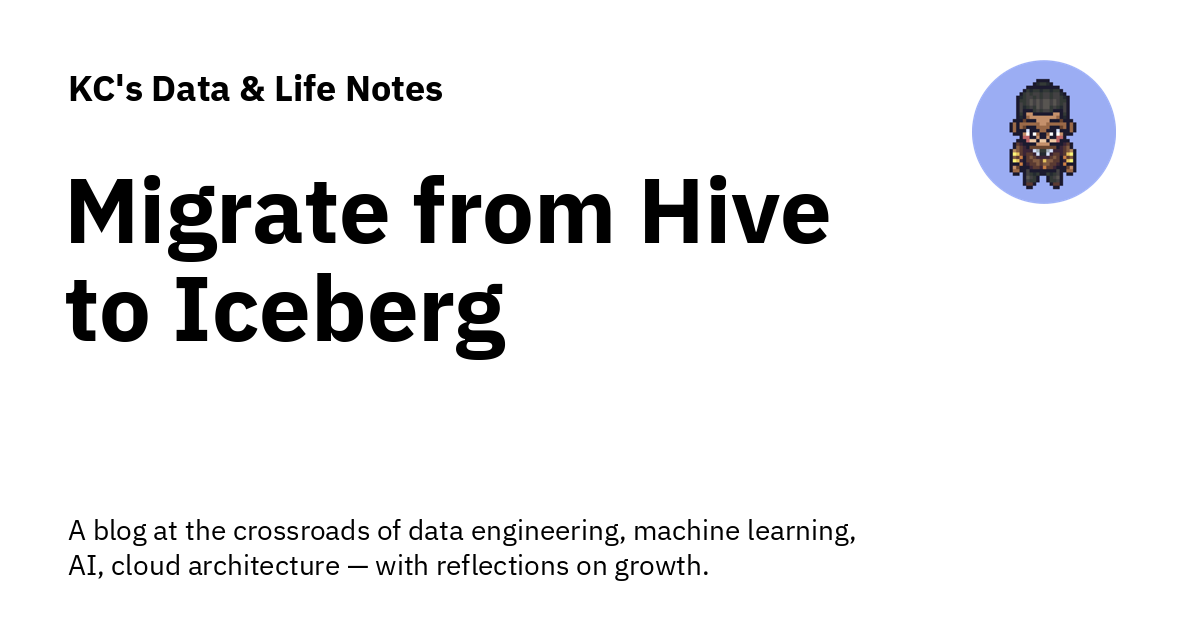 KC's Data & Life Notes
Migrate from Hive
to Iceberg
A blog at the crossroads of data engineering, machine learning,
AI, cloud architecture — with reflections on growth.